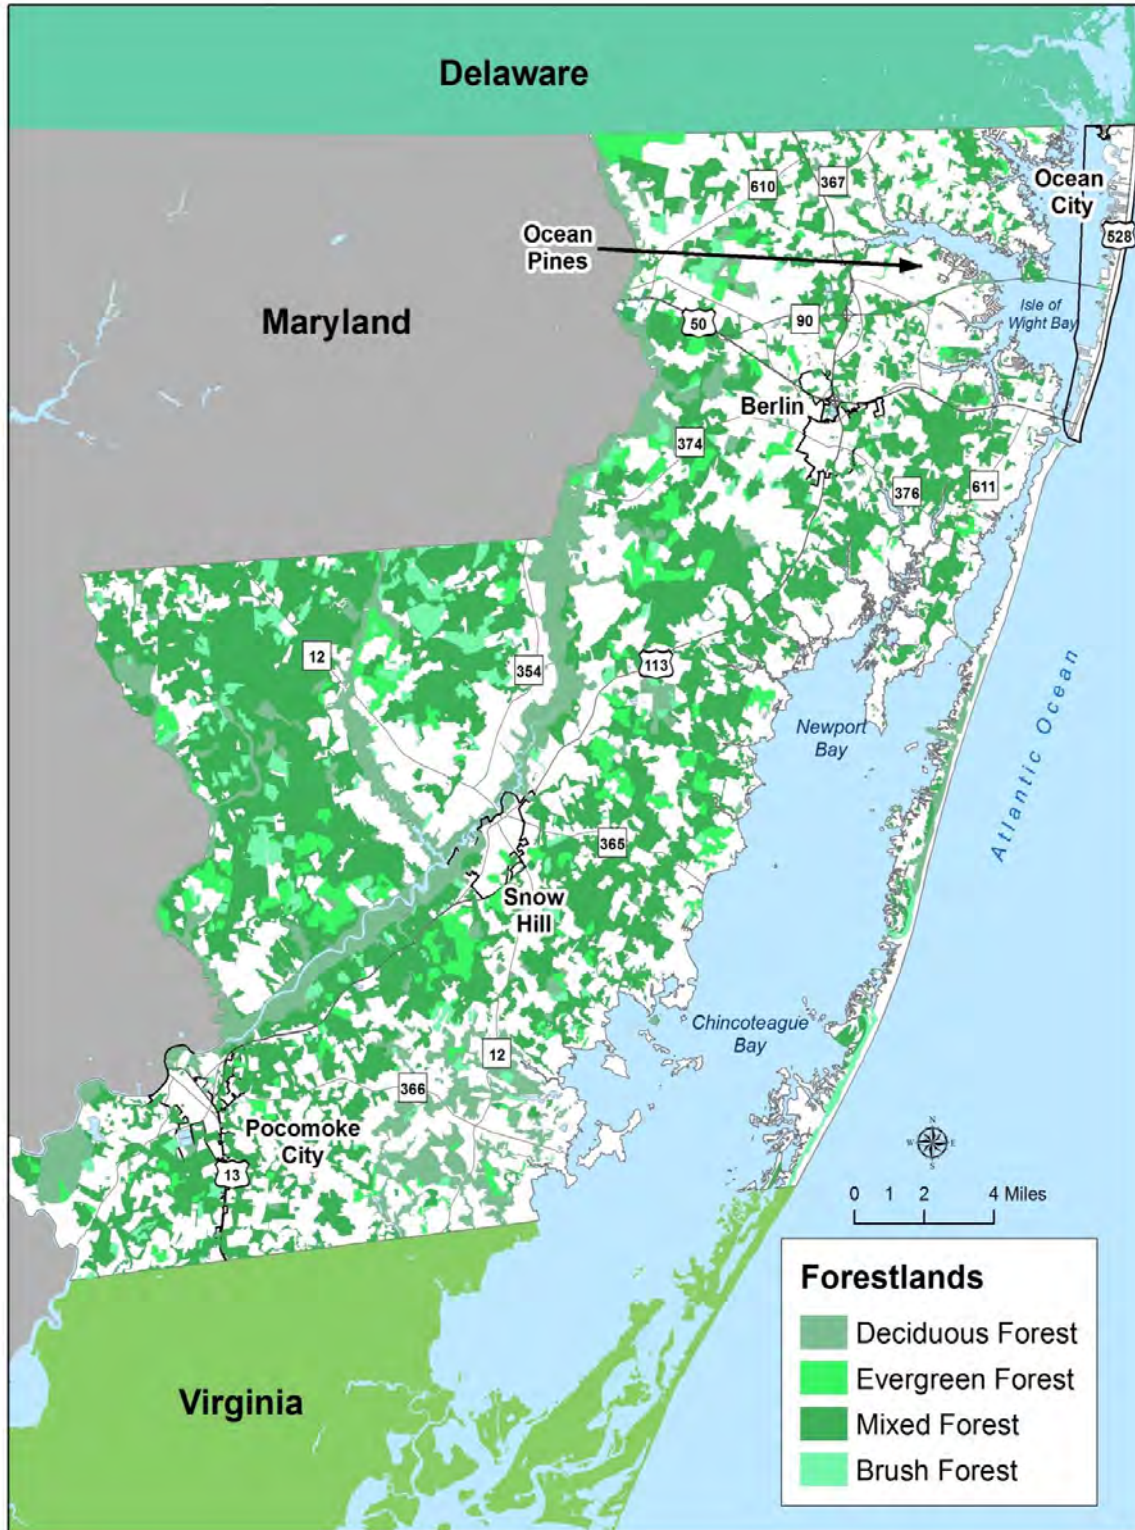 Delaware
610
367
Ocean
City
Ocean
Pines
528
Maryland
Isle of
Wight Bay
50
90
Berlin
374
376
611
12
354
113
Atlantic Ocean
Newport
Bay
365
Snow
Hill
Chincoteague
Bay
12
366
Pocomoke
City
13
N
W
E
S
0 1 2 4 Miles
Forestlands
Deciduous Forest
Evergreen Forest
Mixed Forest
Brush Forest
Virginia